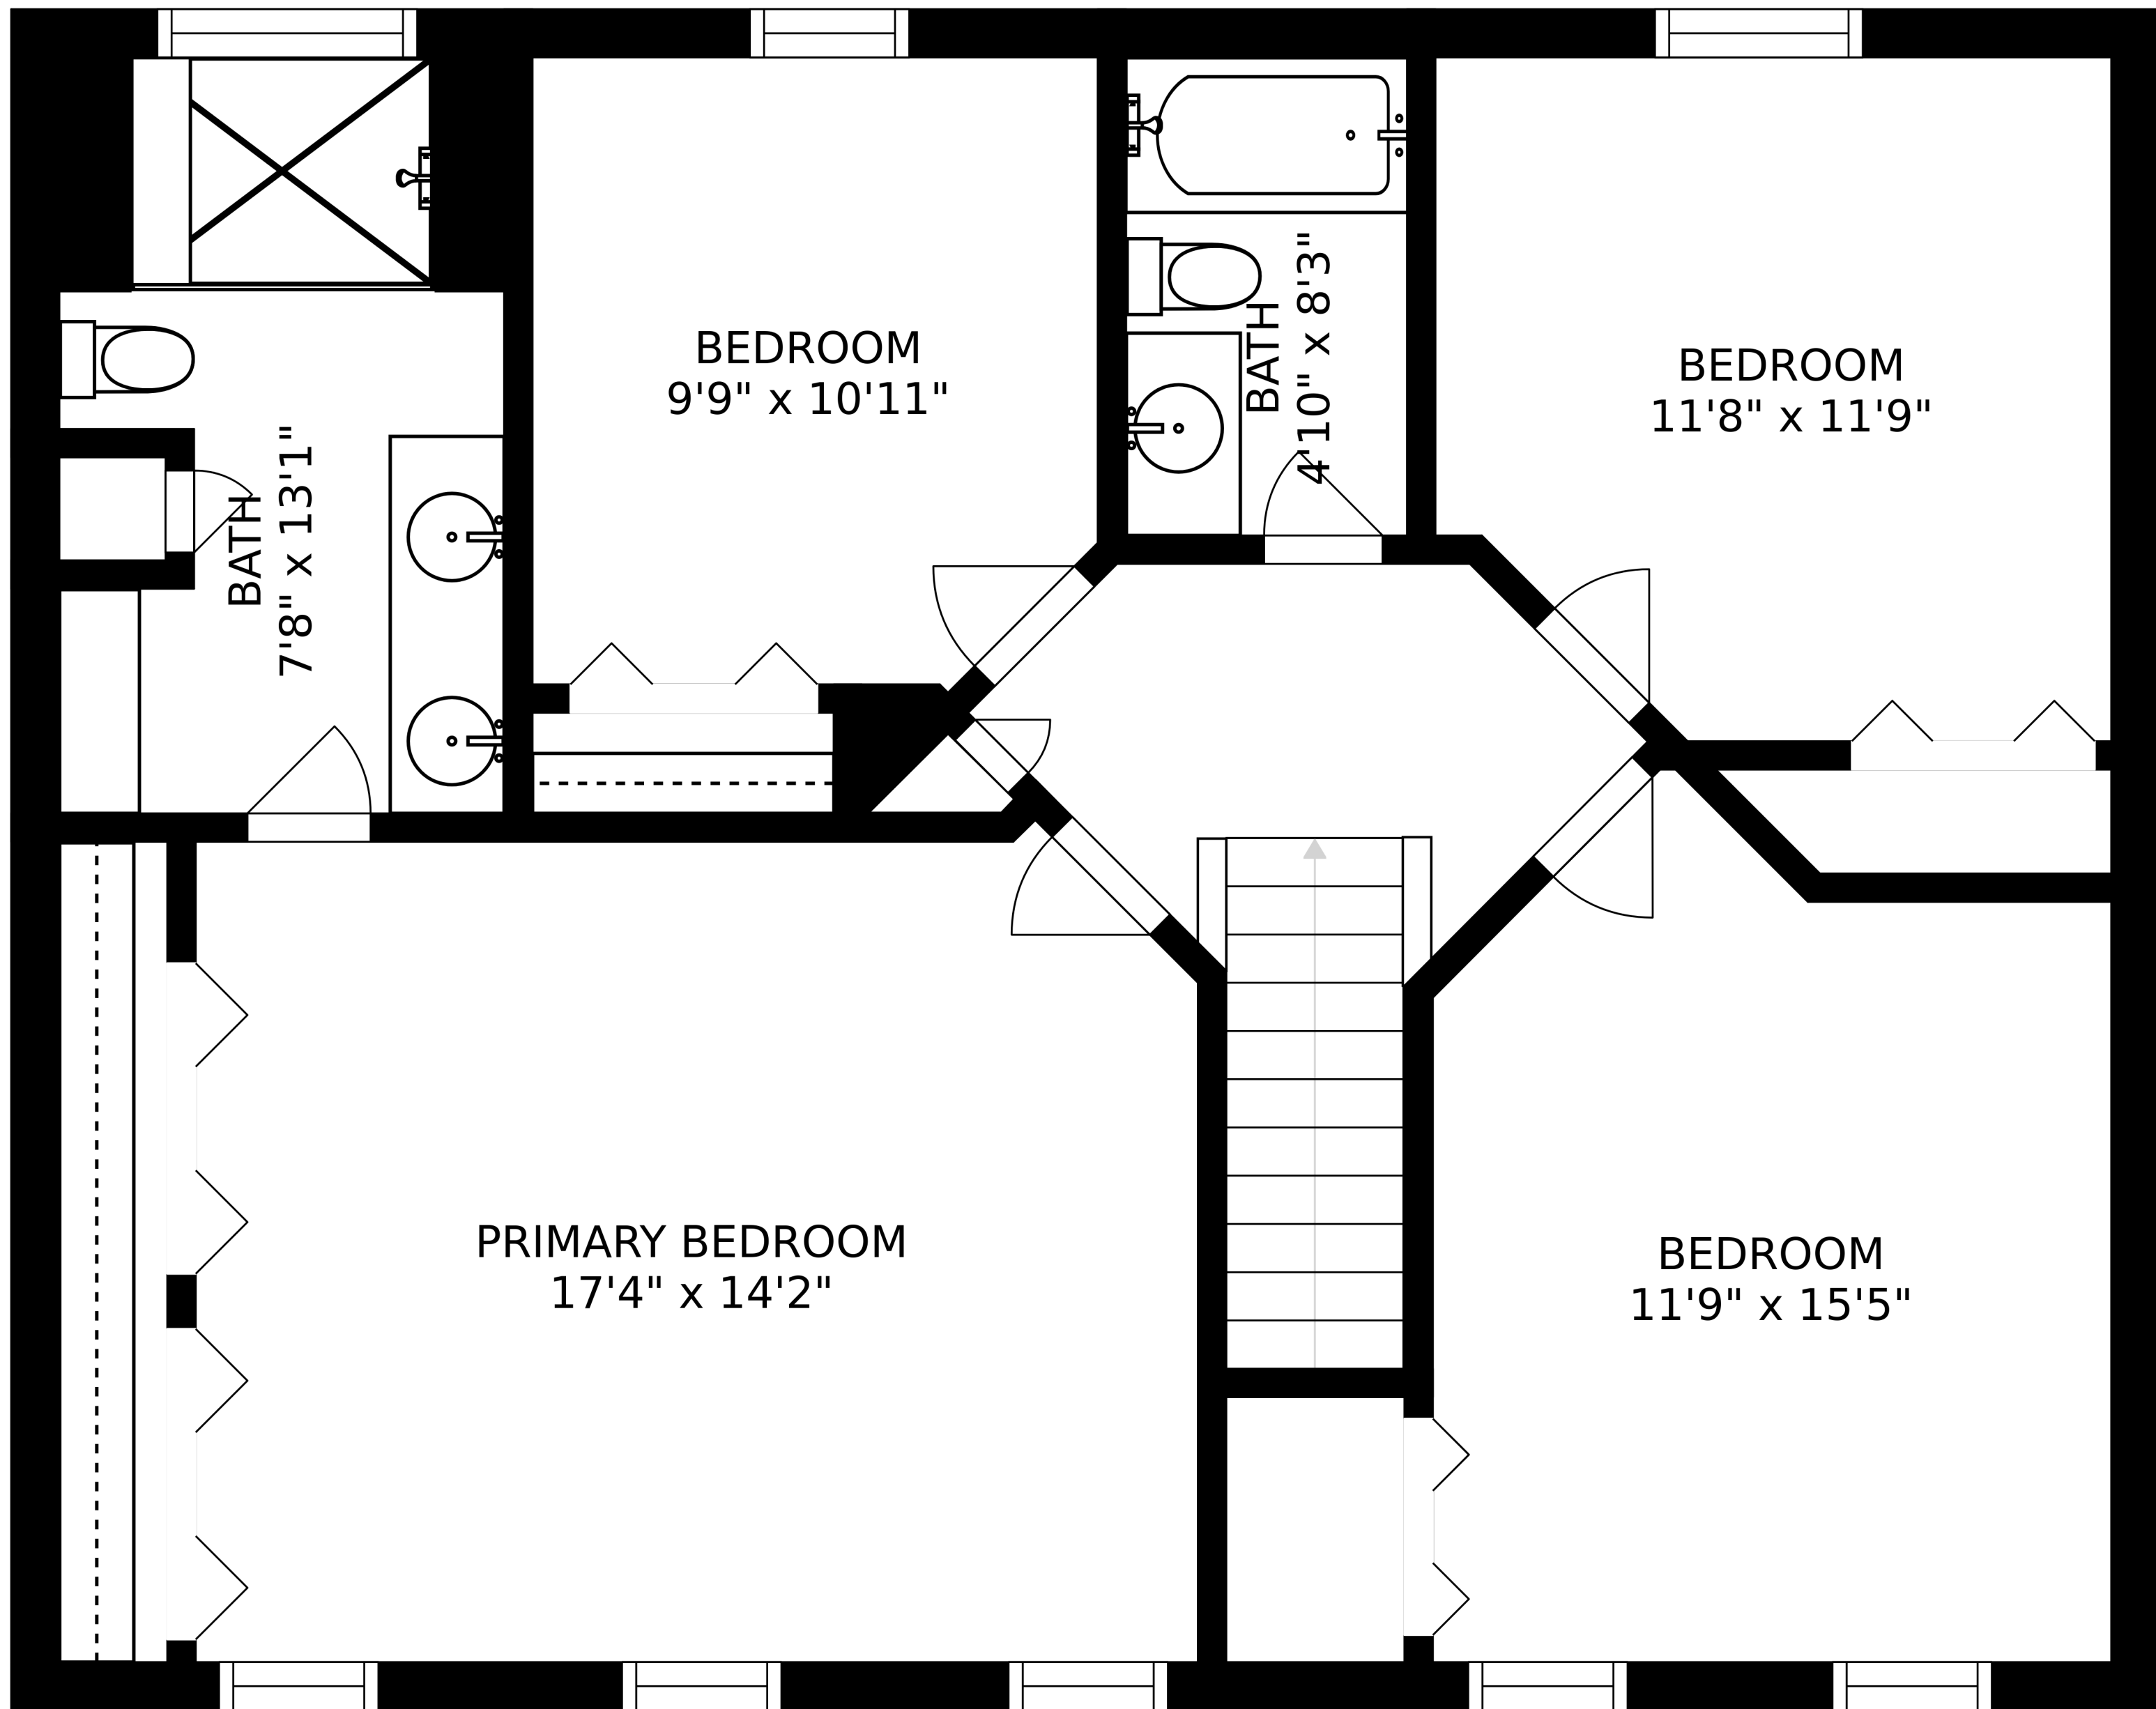 BEDROOM
9'9" x 10'11"
BATH
4'10" x 8'3"
BEDROOM
11'8" x 11'9"
BATH
7'8" x 13'1"
PRIMARY BEDROOM
17'4" x 14'2"
BEDROOM
11'9" x 15'5"